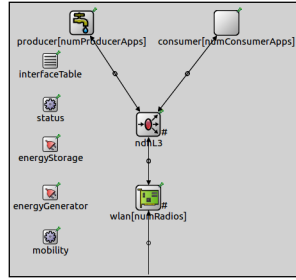 producer[numProducerApps]
consumer[numConsumerApps]
interfaceTable
status
ndnL3
energyStorage
energyGenerator
wlan[numRadios]
mobility